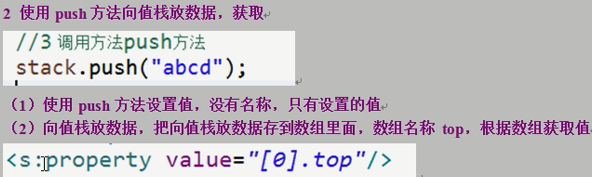 2 使用 push 方法向值栈放数据，获取
//3 调用方法push方法
stack.push("abcd");
（1）使用 push 方法设置值，没有名称，只有设置的值
（2）向值栈放数据，把向值栈放数据存到数组里面，数组名称 top，根据数组获取值
<s:property value="[0].top"/>